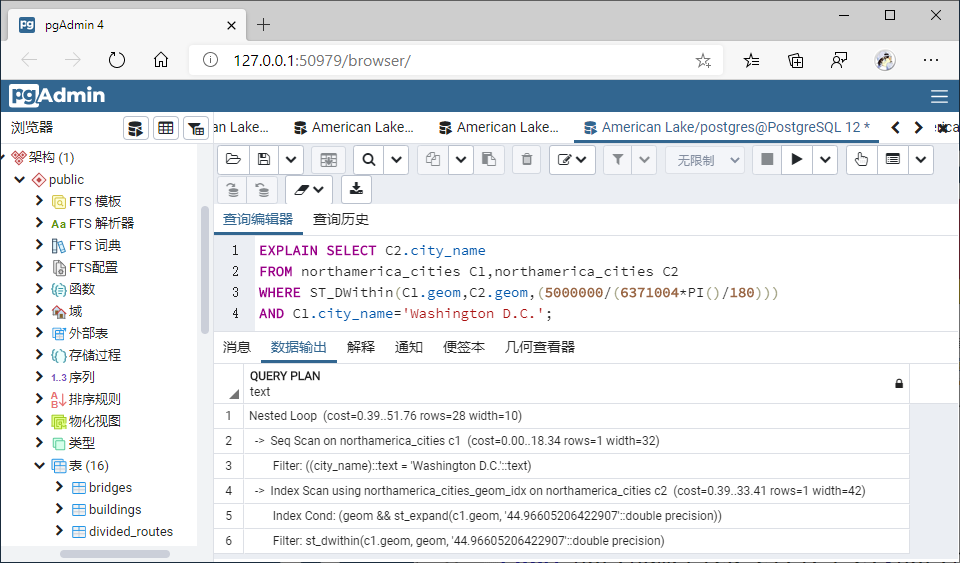 pgAdmin 4
127.0.0.1:50979/browser/
pgAdmin
浏览器
an Lake...
American Lake...
American Lake...
American Lake/postgres@PostgreSQL 12 *
架构 (1)
public
FTS 模板
FTS 解析器
FTS 词典
FTS配置
函数
域
外部表
存储过程
1..3 序列
排序规则
物化视图
类型
表 (16)
bridges
buildings
divided_routes
无限制
查询编辑器 查询历史
1 EXPLAIN SELECT C2.city_name
2 FROM northamerica_cities C1,northamerica_cities C2
3 WHERE ST_DWithin(C1.geom,C2.geom,(5000000/(6371004*PI()/180)))
4 AND C1.city_name='Washington D.C.';
消息 数据输出 解释 通知 便签本 几何查看器
QUERY PLAN
text
1 Nested Loop (cost=0.39..51.76 rows=28 width=10)
2 -> Seq Scan on northamerica_cities c1 (cost=0.00..18.34 rows=1 width=32)
3 Filter: ((city_name)::text = 'Washington D.C.'::text)
4 -> Index Scan using northamerica_cities_geom_idx on northamerica_cities c2 (cost=0.39..33.41 rows=1 width=42)
5 Index Cond: (geom && st_expand(c1.geom, '44.96605206422907'::double precision))
6 Filter: st_dwithin(c1.geom, geom, '44.96605206422907'::double precision)